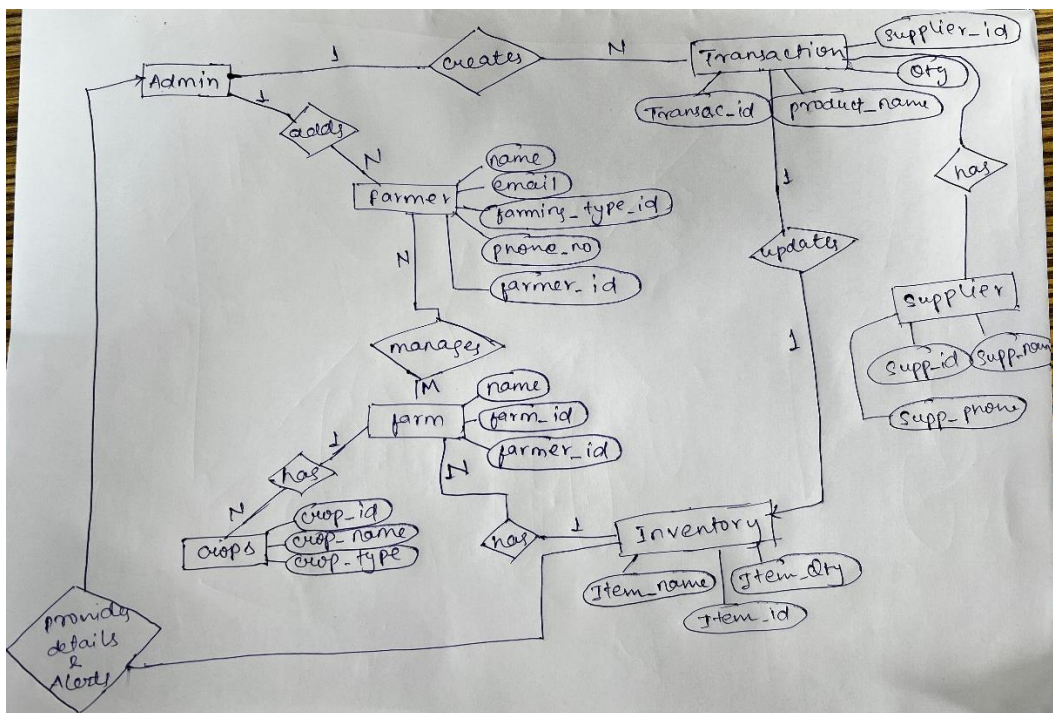 supplier_id
1
creates
N
Transaction
Admin
Qty
1
Transac_id
product_name
adds
N
name
has
farmer
email
1
farming_type_id
N
phone_no
updates
farmer_id
Supplier
manages
1
supp_id
supp_nam
M
name
supp_phone
farm
farm_id
1
farmer_id
has
N
N
crop_id
has
1
Inventory
crops
crop_name
crop_type
Item_name
Item_Qty
Item_id
provides
details
&
Alerts